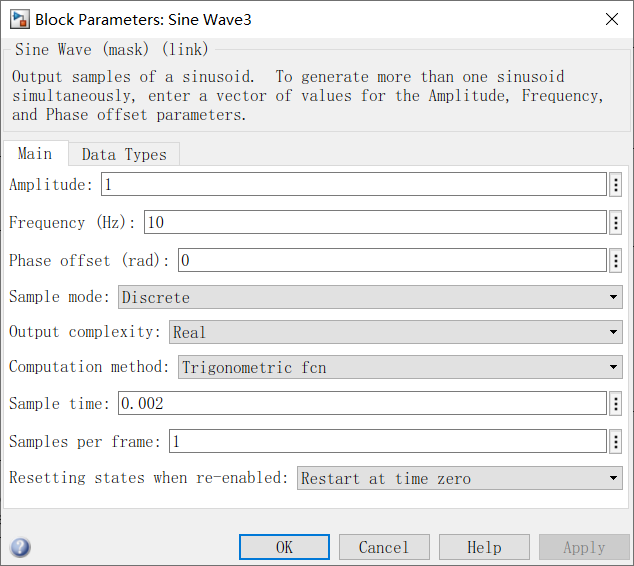 Block Parameters: Sine Wave3
Sine Wave (mask) (link)
Output samples of a sinusoid.  To generate more than one sinusoid
simultaneously, enter a vector of values for the Amplitude, Frequency,
and Phase offset parameters.
Main Data Types
Amplitude: 1
Frequency (Hz): 10
Phase offset (rad): 0
Sample mode: Discrete
Output complexity: Real
Computation method: Trigonometric fcn
Sample time: 0.002
Samples per frame: 1
Resetting states when re-enabled: Restart at time zero
OK Cancel Help Apply